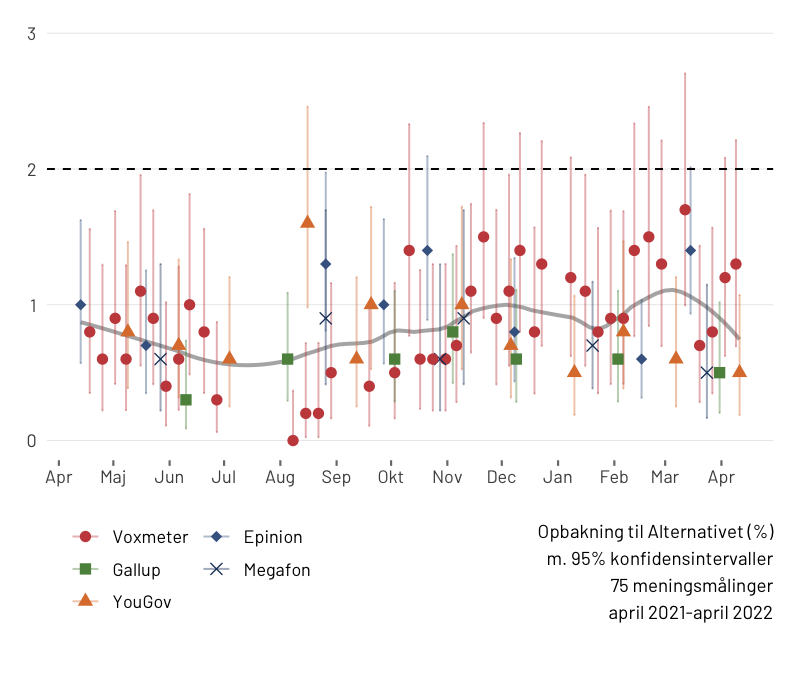 3
2
1
0
Apr Maj Jun Jul Aug Sep Okt Nov Dec Jan Feb Mar Apr
Voxmeter Epinion
Gallup Megafon
YouGov
Opbakning til Alternativet (%)
m. 95% konfidensintervaller
75 meningsmålinger
april 2021-april 2022